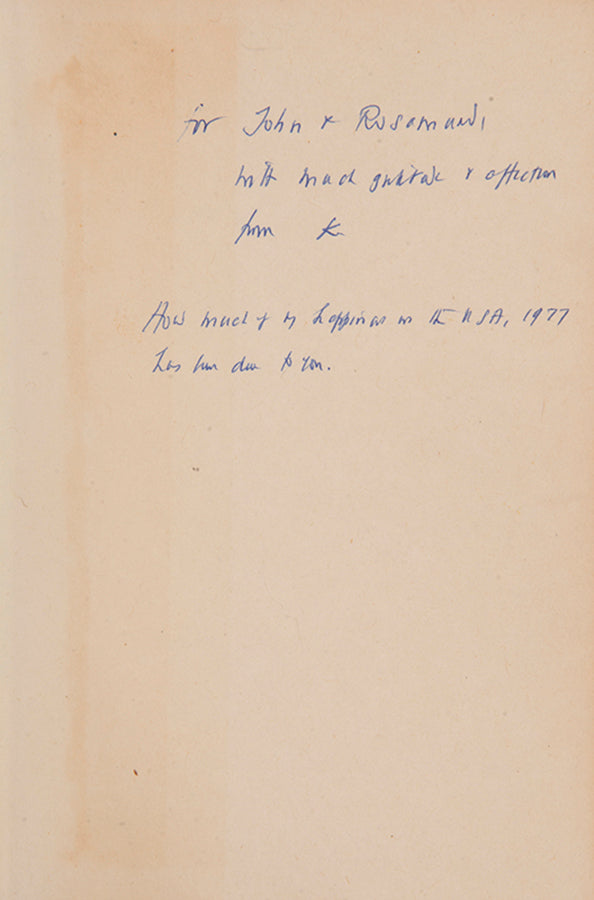 for John & Rosamund,
with much gratitude & affection
from
How much of my happiness in the USA, 1977
has been due to you.